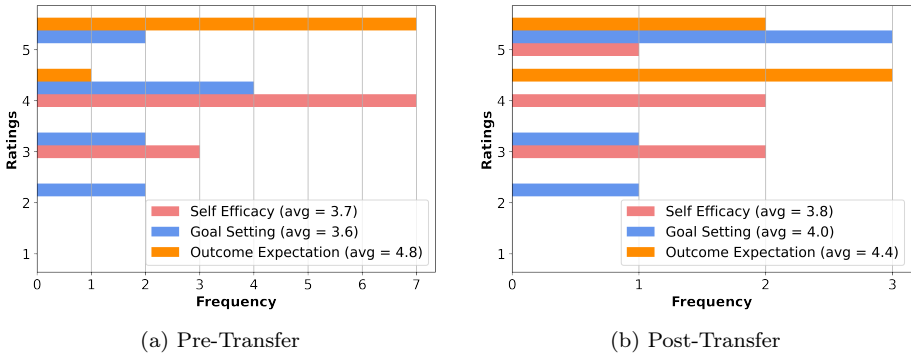 Ratings
5
4
3
2
1
Self Efficacy (avg = 3.7)
Goal Setting (avg = 3.6)
Outcome Expectation (avg = 4.8)
0 1 2 3 4 5 6 7
Frequency
(a) Pre-Transfer
Ratings
5
4
3
2
1
Self Efficacy (avg = 3.8)
Goal Setting (avg = 4.0)
Outcome Expectation (avg = 4.4)
0 1 2 3
Frequency
(b) Post-Transfer